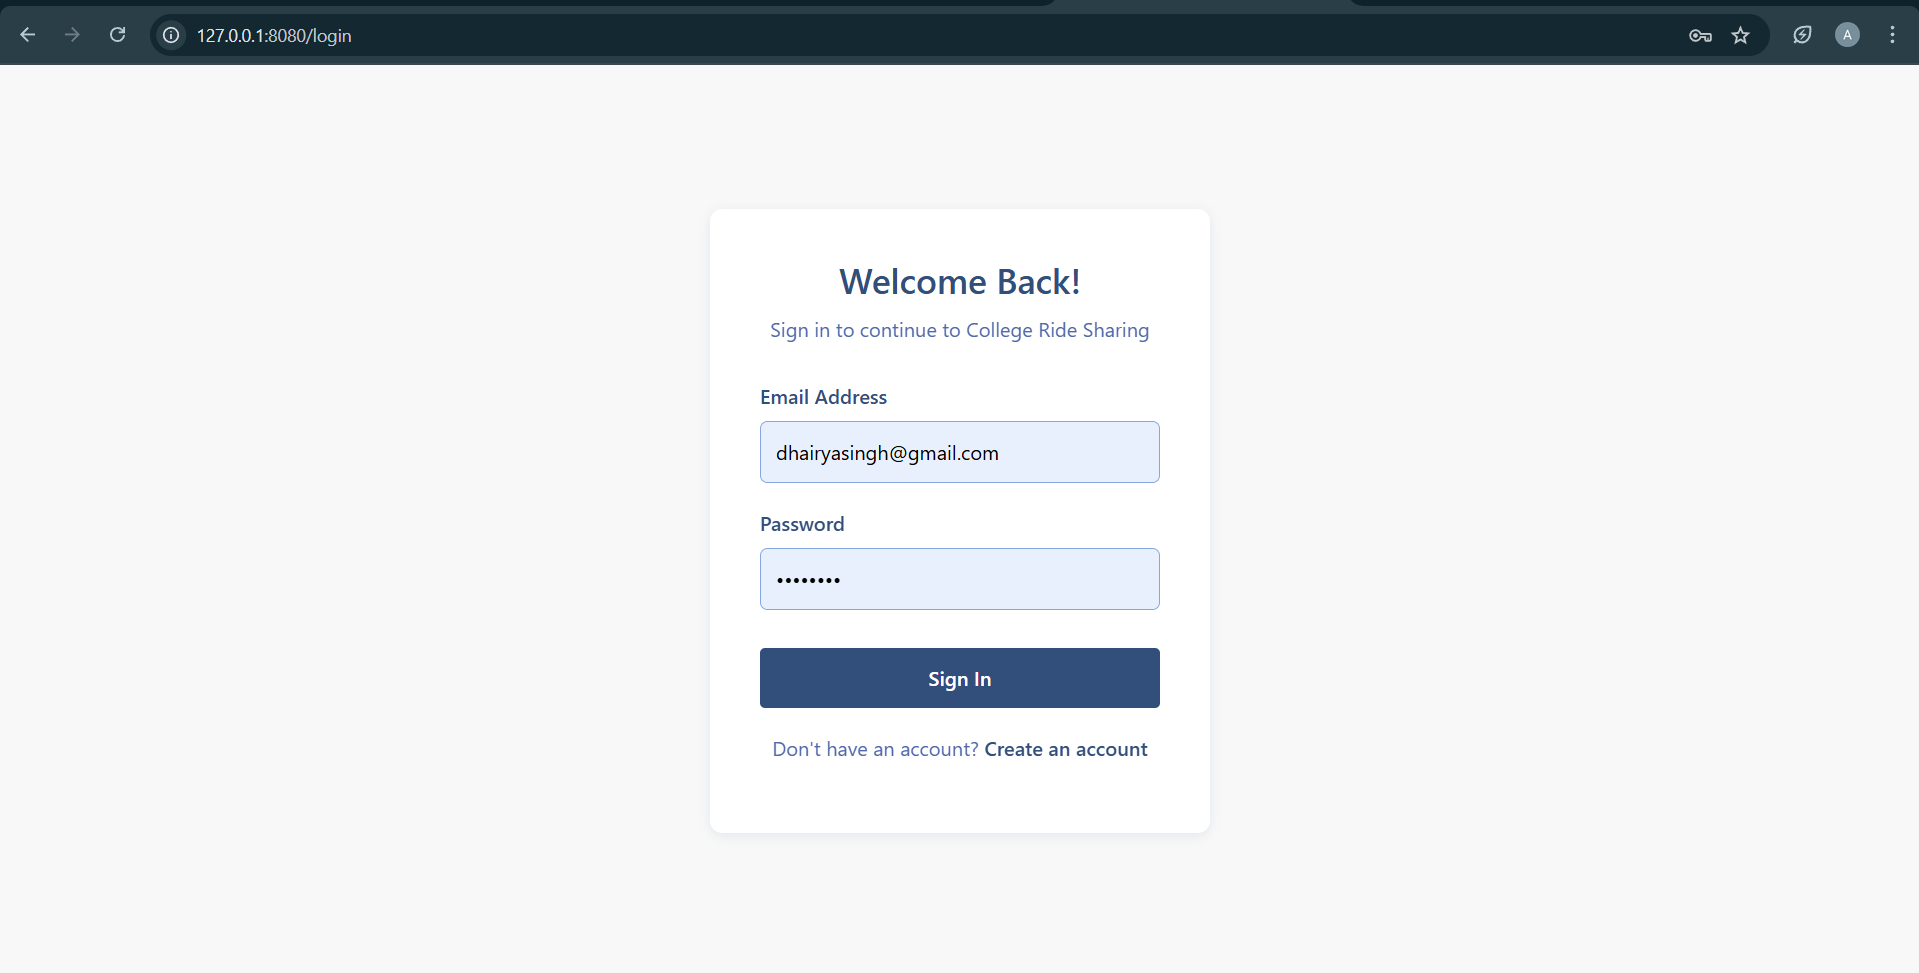 127.0.0.1:8080/login
A
Welcome Back!
Sign in to continue to College Ride Sharing
Email Address
dhairyasingh@gmail.com
Password
••••••••
Sign In
Don't have an account? Create an account